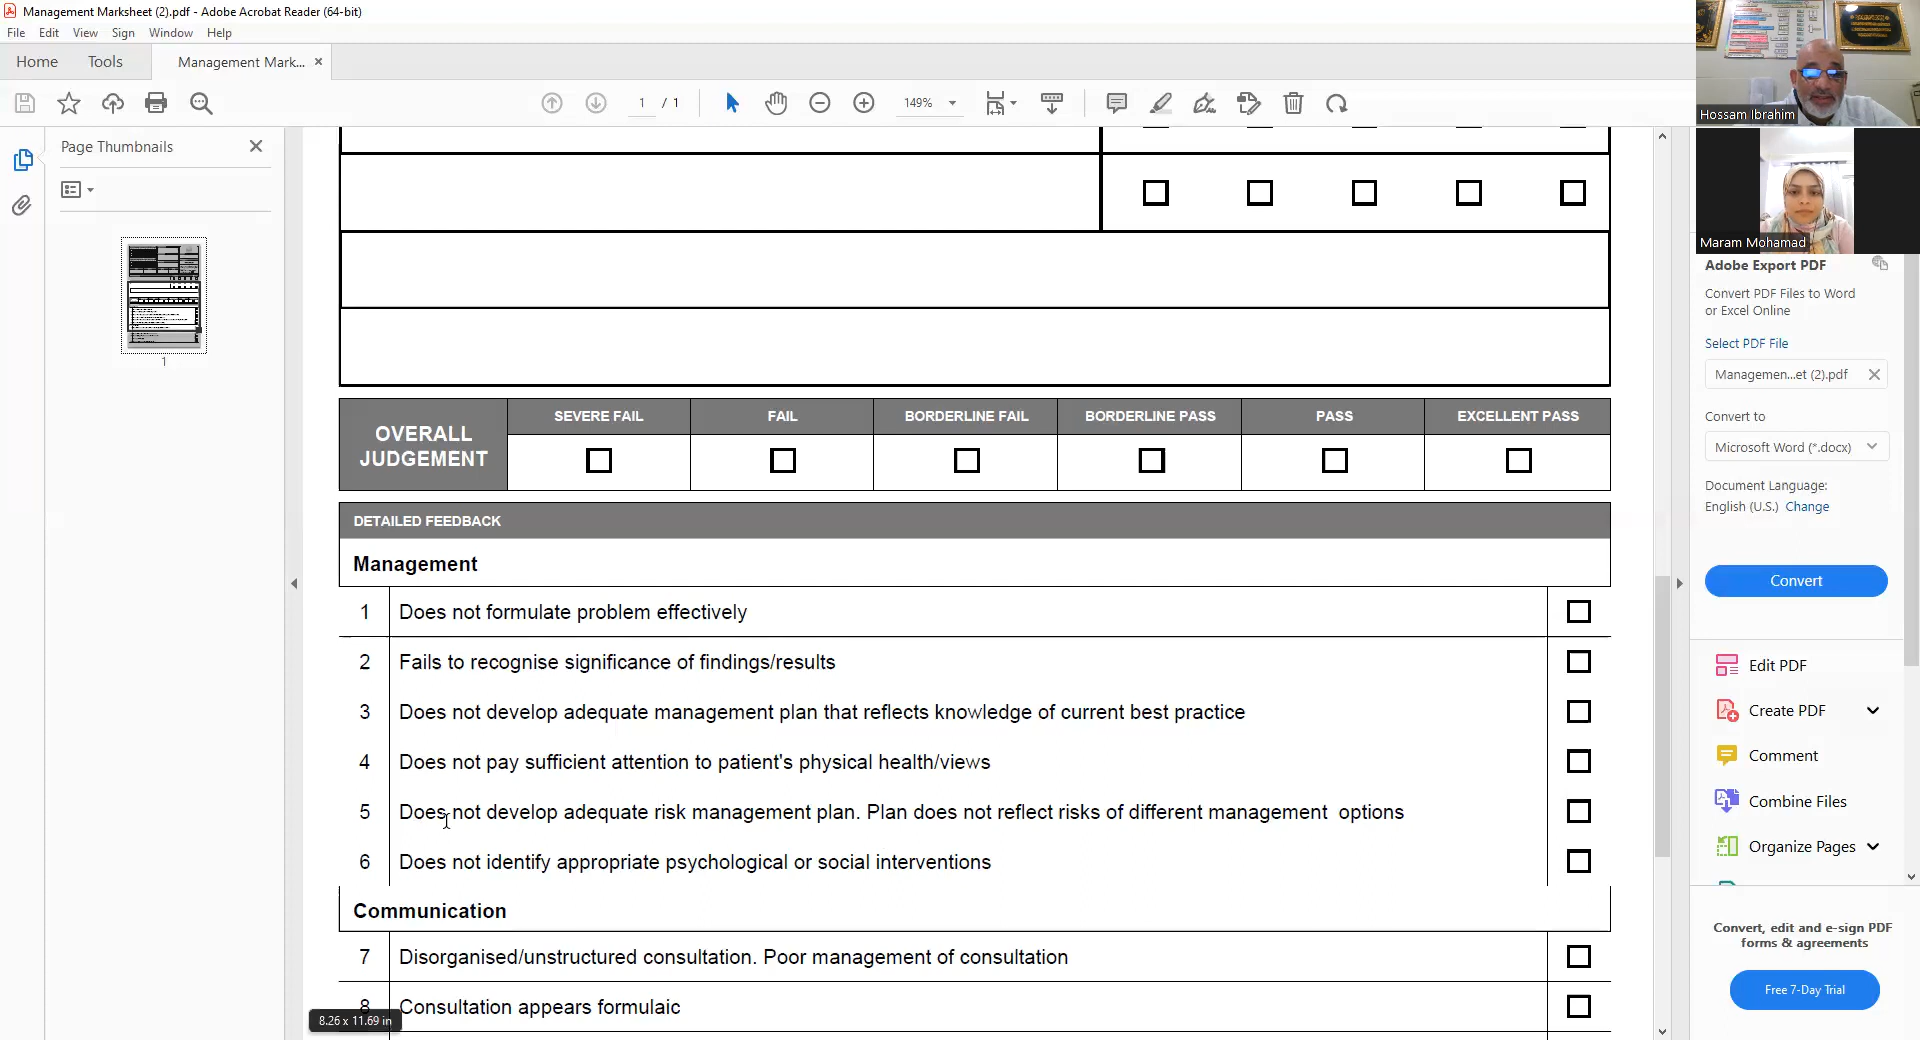 Management Marksheet (2).pdf - Adobe Acrobat Reader (64-bit)
File Edit View Sign Window Help
Home Tools Management Mark... ×
1 / 1 149%
Page Thumbnails
1
OVERALL JUDGEMENT
SEVERE FAIL FAIL BORDERLINE FAIL BORDERLINE PASS PASS EXCELLENT PASS
DETAILED FEEDBACK
Management
1 Does not formulate problem effectively
2 Fails to recognise significance of findings/results
3 Does not develop adequate management plan that reflects knowledge of current best practice
4 Does not pay sufficient attention to patient's physical health/views
5 Does not develop adequate risk management plan. Plan does not reflect risks of different management options
6 Does not identify appropriate psychological or social interventions
Communication
7 Disorganised/unstructured consultation. Poor management of consultation
8 Consultation appears formulaic
8.26 x 11.69 in
Hossam Ibrahim
Maram Mohamad
Adobe Export PDF
Convert PDF Files to Word
or Excel Online
Select PDF File
Managemen...et (2).pdf
Convert to
Microsoft Word (*.docx)
Document Language:
English (U.S.) Change
Convert
Edit PDF
Create PDF
Comment
Combine Files
Organize Pages
Convert, edit and e-sign PDF
forms & agreements
Free 7-Day Trial